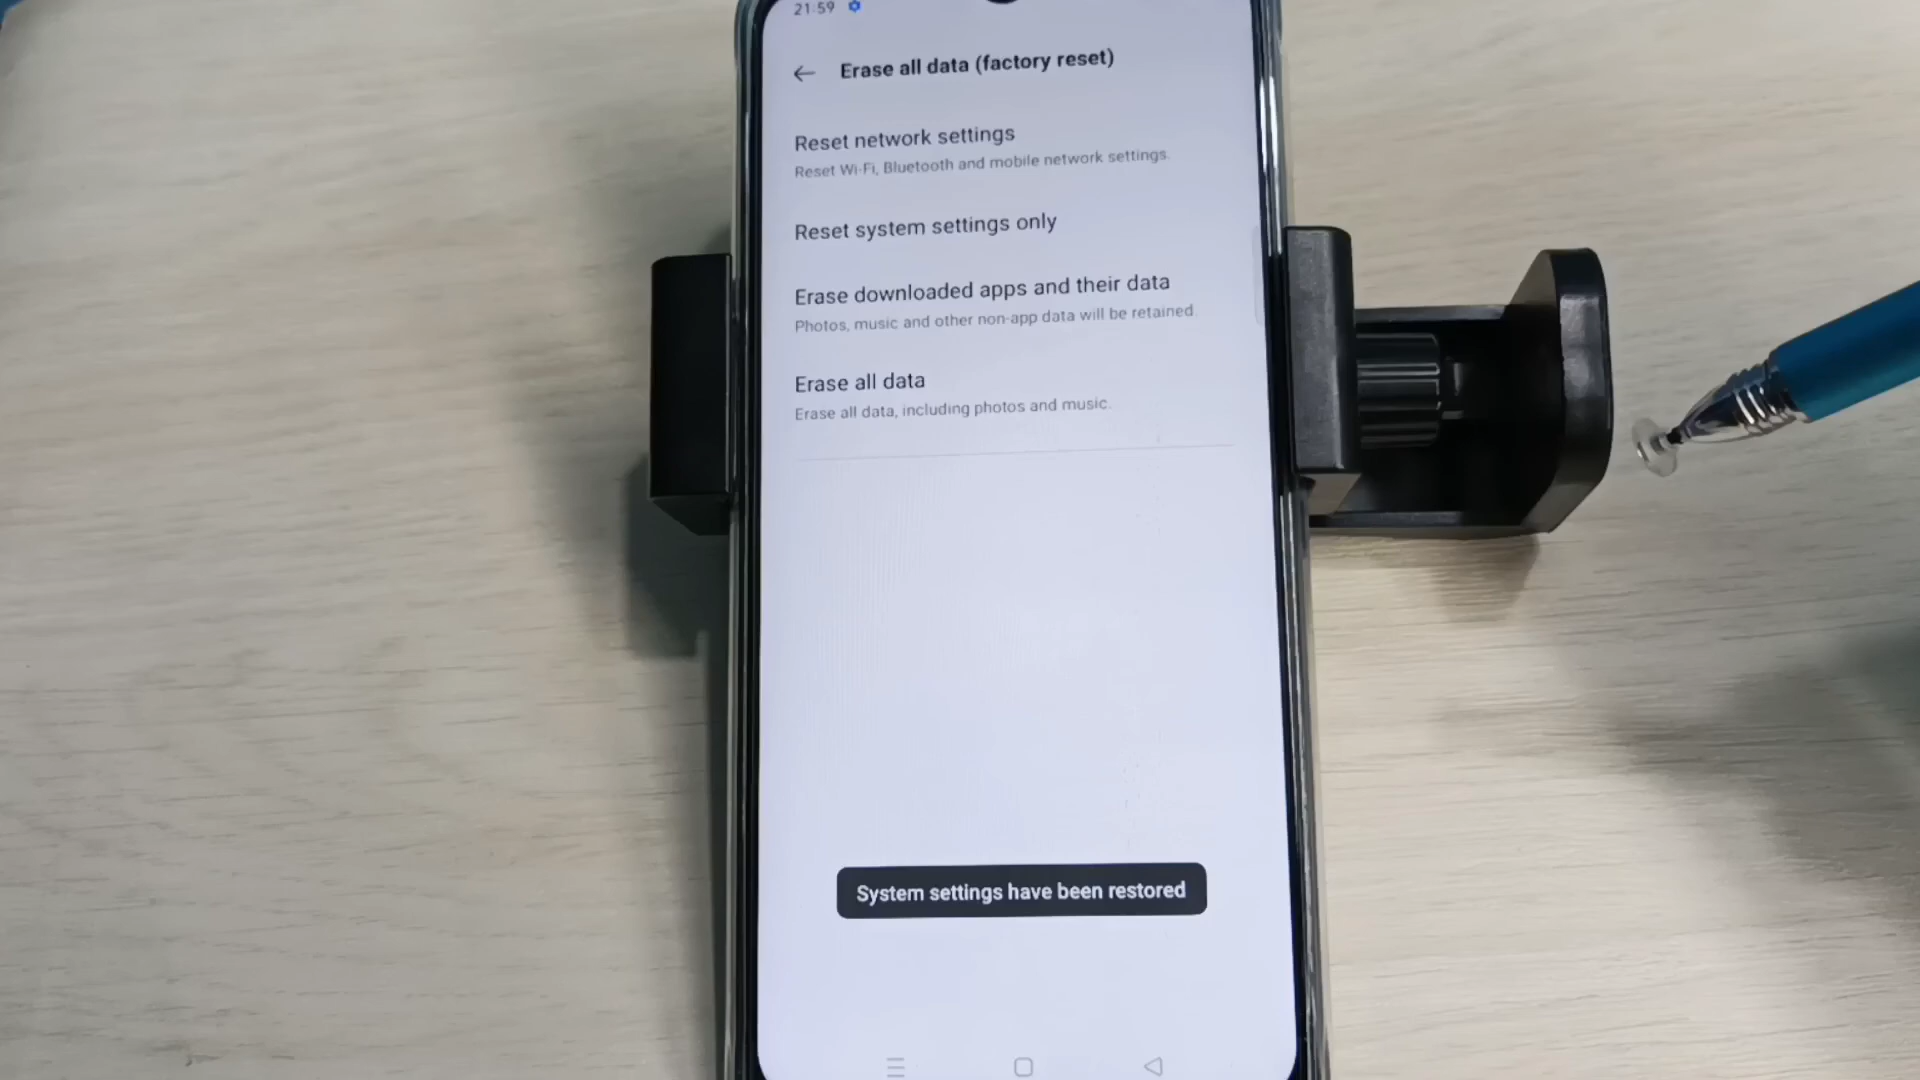 21:59
Erase all data (factory reset)
Reset network settings
Reset Wi-Fi, Bluetooth and mobile network settings.
Reset system settings only
Erase downloaded apps and their data
Photos, music and other non-app data will be retained.
Erase all data
Erase all data, including photos and music.
System settings have been restored